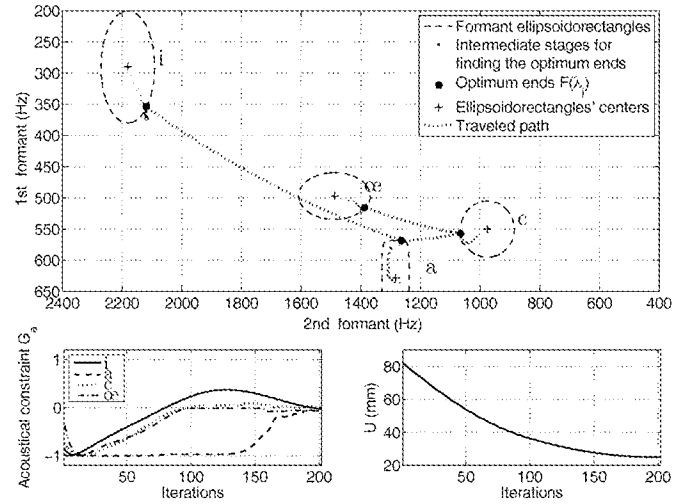 200
250
300
350
400
450
500
550
600
650
1st formant (Hz)
2400 2200 2000 1800 1600 1400 1200 1000 800 600 400
2nd formant (Hz)
Formant ellipsoidorectangles
Intermediate stages for
finding the optimum ends
Optimum ends F(λj)
Ellipsoidorectangles' centers
Traveled path
i
œ
c
a
1
0
-1
Acoustical constraint Ga
i
a
œ
50 100 150 200
Iterations
80
60
40
20
U (mm)
50 100 150 200
Iterations